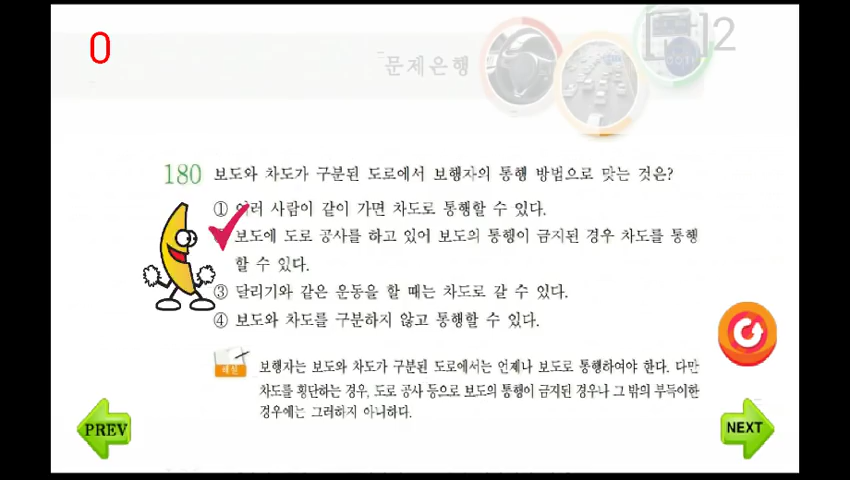 0
[답]2
문제은행
180 보도와 차도가 구분된 도로에서 보행자의 통행 방법으로 맞는 것은?
① 여러 사람이 같이 가면 차도로 통행할 수 있다.
보도에 도로 공사를 하고 있어 보도의 통행이 금지된 경우 차도를 통행
할 수 있다.
③ 달리기와 같은 운동을 할 때는 차도로 갈 수 있다.
④ 보도와 차도를 구분하지 않고 통행할 수 있다.
해설
보행자는 보도와 차도가 구분된 도로에서는 언제나 보도로 통행하여야 한다. 다만
차도를 횡단하는 경우, 도로 공사 등으로 보도의 통행이 금지된 경우나 그 밖의 부득이한
경우에는 그러하지 아니하다.
PREV
NEXT